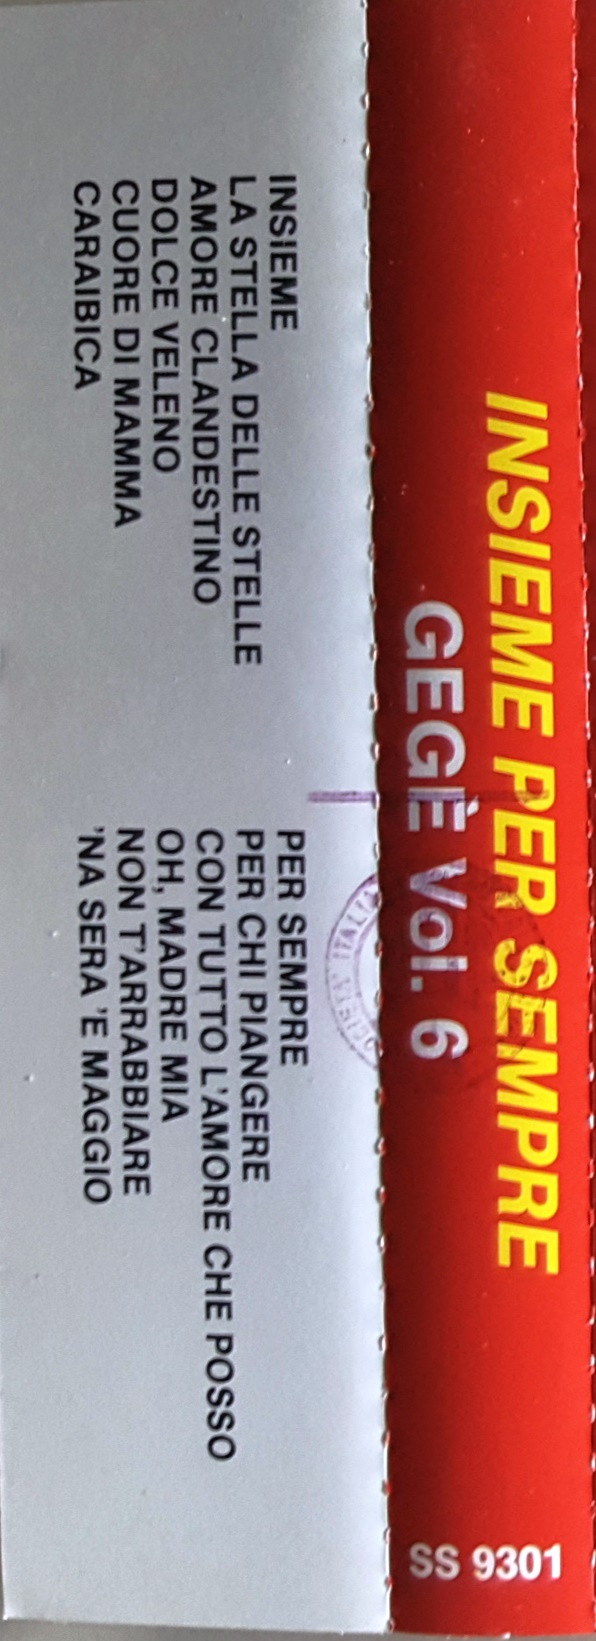 INSIEME PER SEMPRE
GEGÈ Vol. 6
SS 9301
INSIEME
LA STELLA DELLE STELLE
AMORE CLANDESTINO
DOLCE VELENO
CUORE DI MAMMA
CARAIBICA
PER SEMPRE
PER CHI PIANGERE
CON TUTTO L'AMORE CHE POSSO
OH, MADRE MIA
NON T'ARRABBIARE
'NA SERA 'E MAGGIO